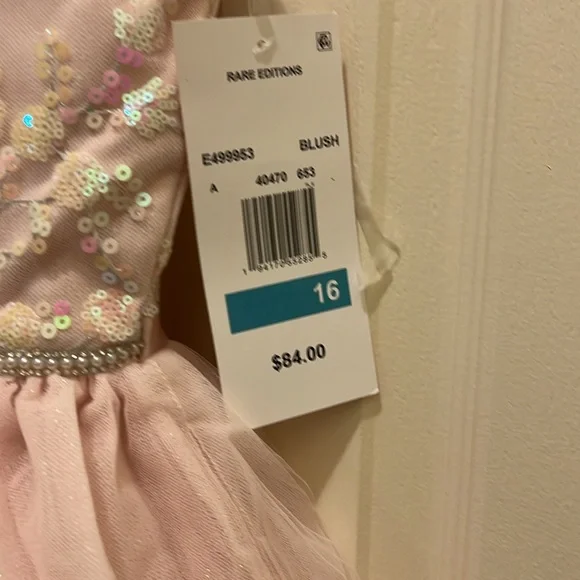 RARE EDITIONS
E499953 BLUSH
A 40470 653
16
$84.00